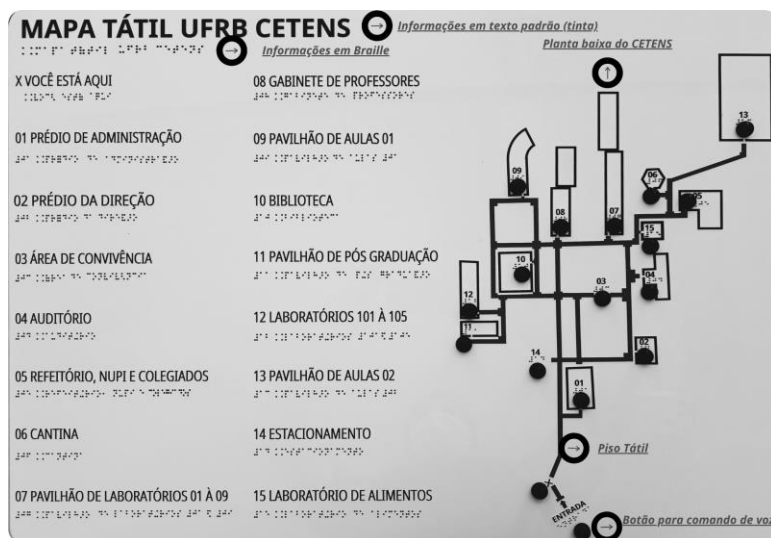 MAPA TÁTIL UFRB CETENS
→ Informações em texto padrão (tinta)
→ Informações em Braille
X VOCÊ ESTÁ AQUI
01 PRÉDIO DE ADMINISTRAÇÃO
02 PRÉDIO DA DIREÇÃO
03 ÁREA DE CONVIVÊNCIA
04 AUDITÓRIO
05 REFEITÓRIO, NUPI E COLEGIADOS
06 CANTINA
07 PAVILHÃO DE LABORATÓRIOS 01 À 09
08 GABINETE DE PROFESSORES
09 PAVILHÃO DE AULAS 01
10 BIBLIOTECA
11 PAVILHÃO DE PÓS GRADUAÇÃO
12 LABORATÓRIOS 101 À 105
13 PAVILHÃO DE AULAS 02
14 ESTACIONAMENTO
15 LABORATÓRIO DE ALIMENTOS
Planta baixa do CETENS
↑
13
06
09
05
08
07
15
10
04
03
12
11
02
14
01
→ Piso Tátil
X
ENTRADA
→ Botão para comando de voz